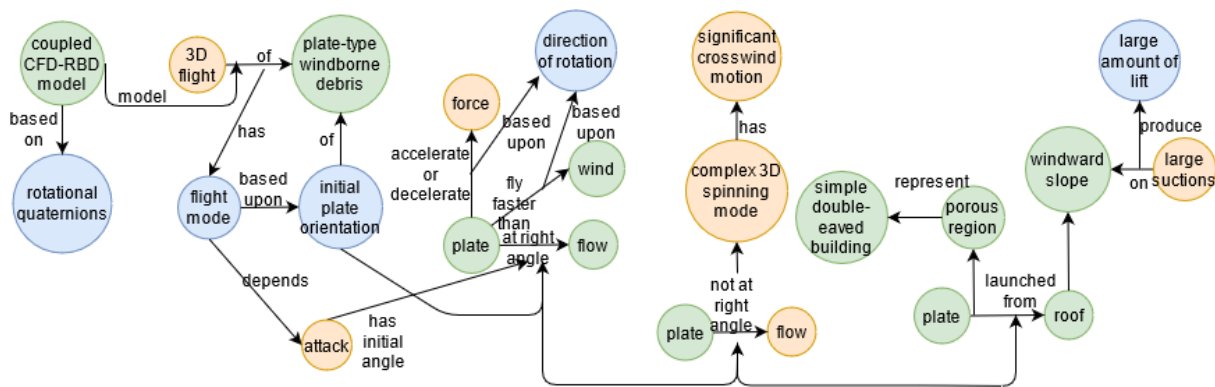 coupled
CFD-RBD
model
3D
flight
of
plate-type
windborne
debris
model
based
on
rotational
quaternions
has
of
flight
mode
based
upon
initial
plate
orientation
depends
attack
has
initial
angle
force
accelerate
or
decelerate
direction
of rotation
based
upon
based
upon
wind
fly
faster
than
plate
at right
angle
flow
significant
crosswind
motion
has
complex 3D
spinning
mode
not at
right
angle
plate
flow
simple
double-
eaved
building
represent
porous
region
launched
from
plate
roof
large
amount of
lift
produce
windward
slope
on
large
suctions